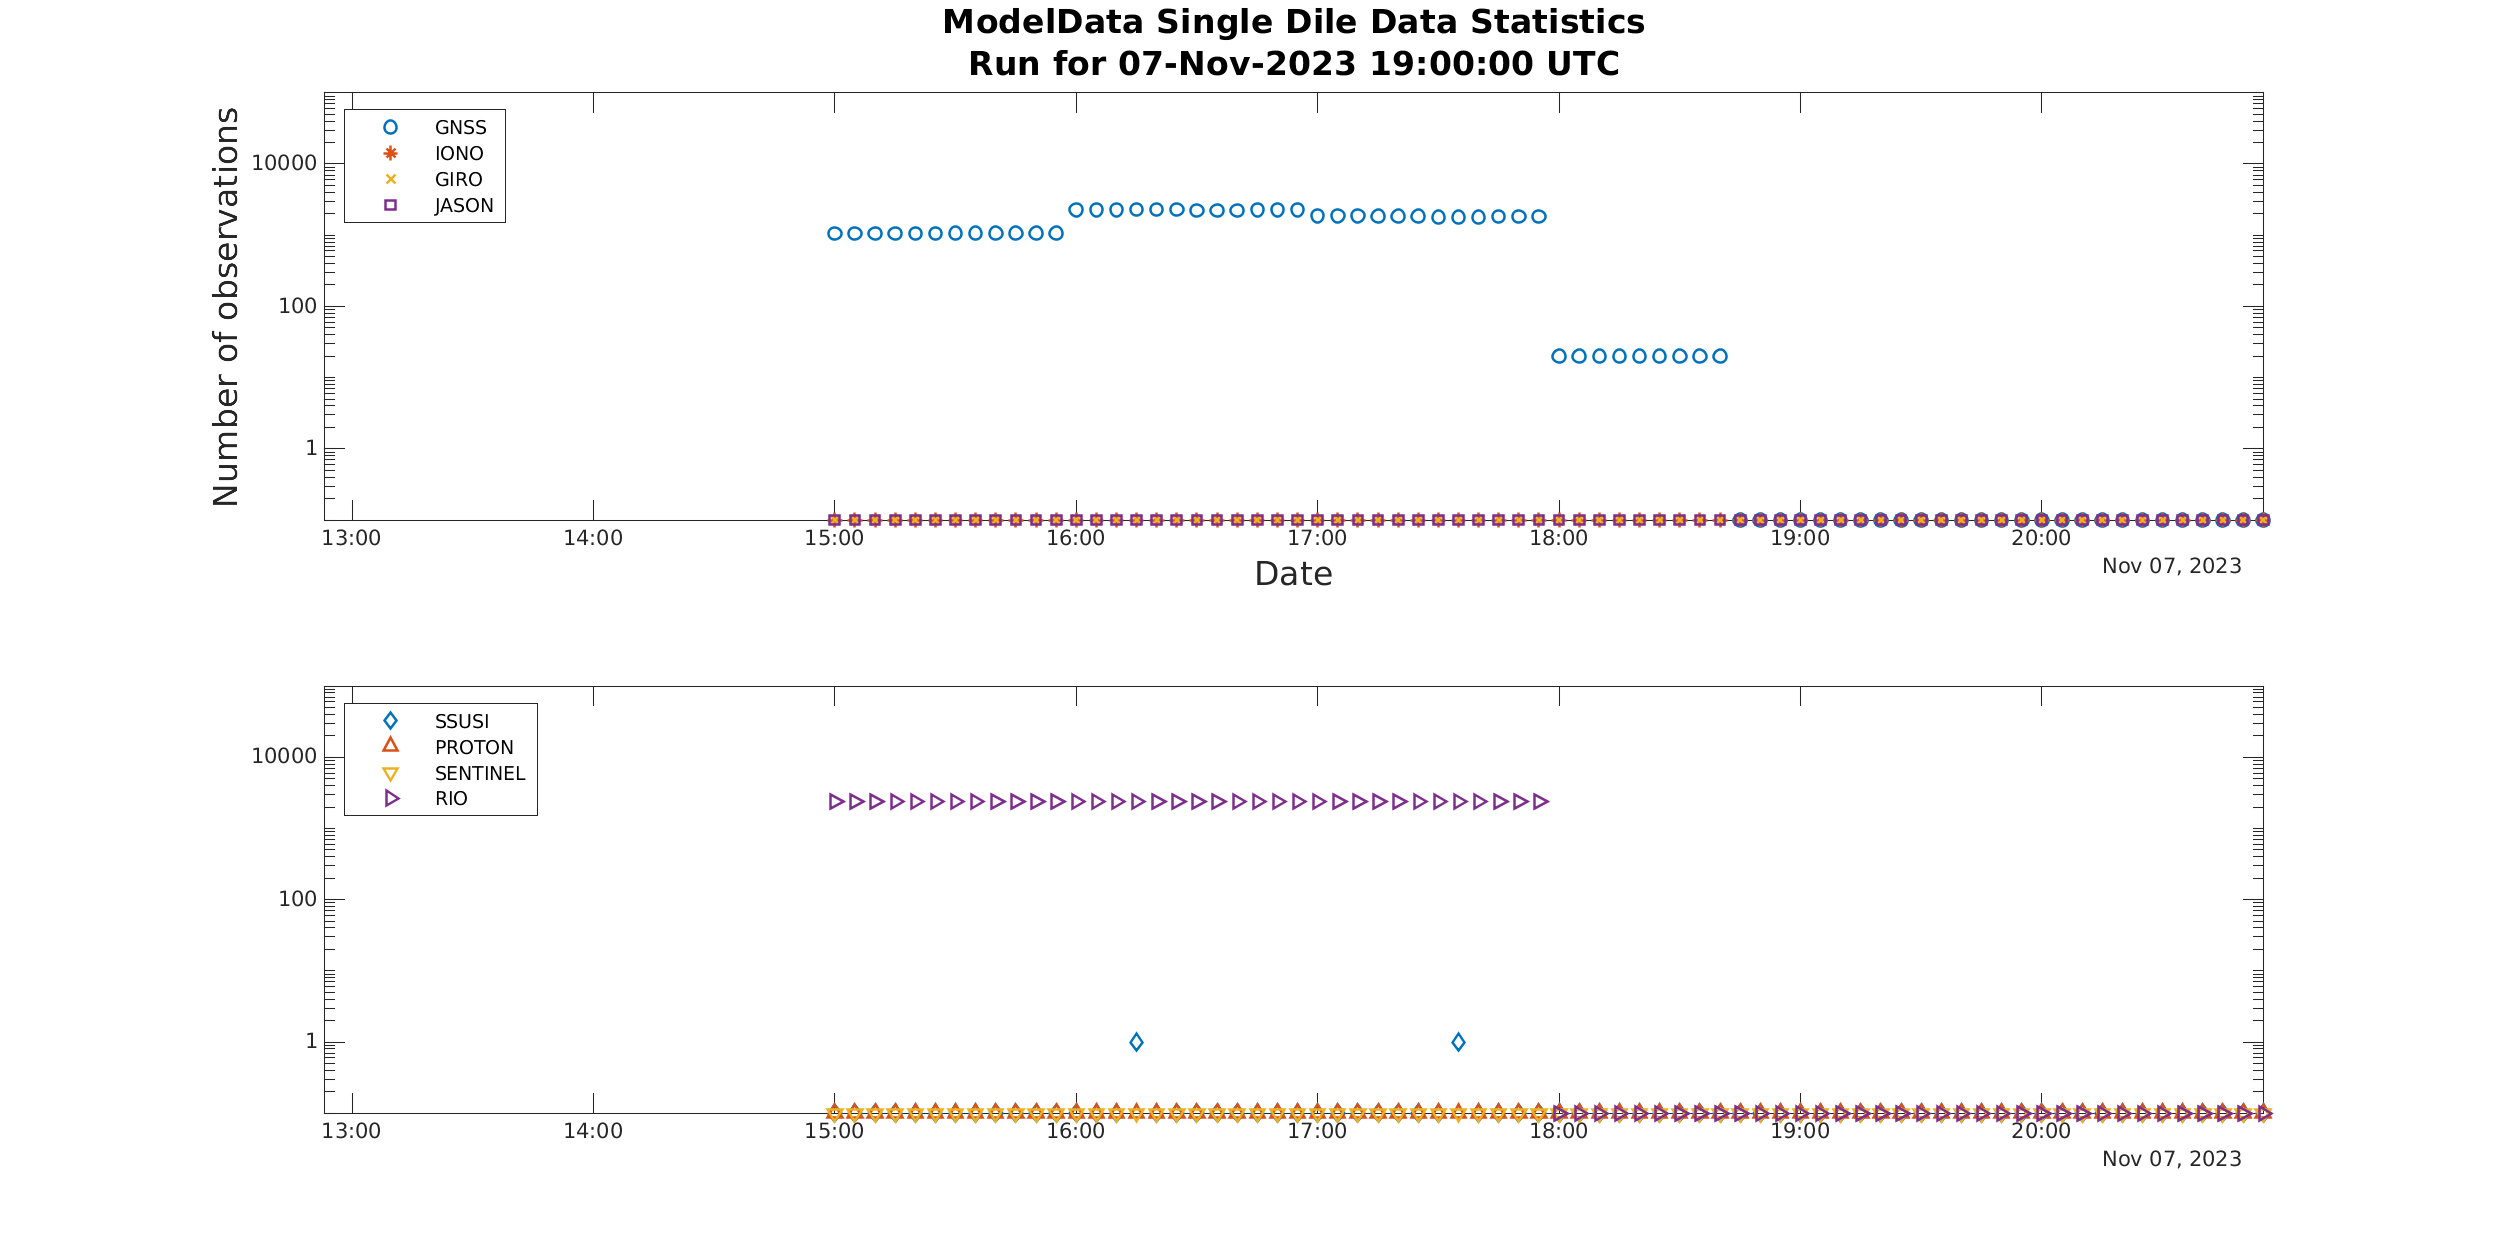 ModelData Single Dile Data Statistics
Run for 07-Nov-2023 19:00:00 UTC
GNSS
IONO
GIRO
JASON
Number of observations
10000
100
1
13:00 14:00 15:00 16:00 17:00 18:00 19:00 20:00
Date
Nov 07, 2023
SSUSI
PROTON
SENTINEL
RIO
10000
100
1
13:00 14:00 15:00 16:00 17:00 18:00 19:00 20:00
Nov 07, 2023